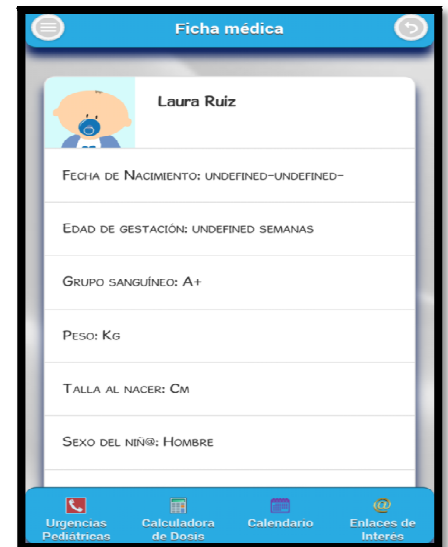 Ficha médica
Laura Ruiz
Fecha de Nacimiento: undefined-undefined-
Edad de gestación: undefined semanas
Grupo sanguíneo: A+
Peso: Kg
Talla al nacer: Cm
Sexo del niñ@: Hombre
Urgencias Pediátricas
Calculadora de Dosis
Calendario
Enlaces de Interés